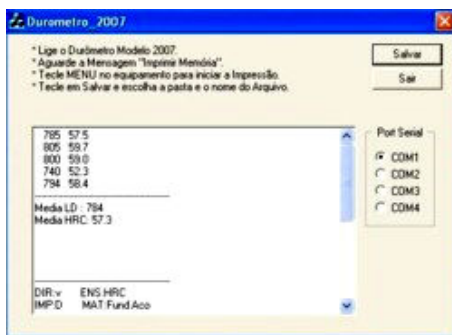 Durometro_2007
* Lige o Durômetro Modelo 2007.
* Aguarde a Mensagem "Imprimir Memória".
* Tecle MENU no equipamento para iniciar a Impressão.
* Tecle em Salvar e escolha a pasta e o nome do Arquivo.
Salvar
Sair
785 57.5
805 59.7
800 59.0
740 52.3
794 58.4
Media LD : 784
Media HRC: 57.3
DIR:v ENS:HRC
IMP:D MAT:Fund.Aco
Port Serial
COM1
COM2
COM3
COM4